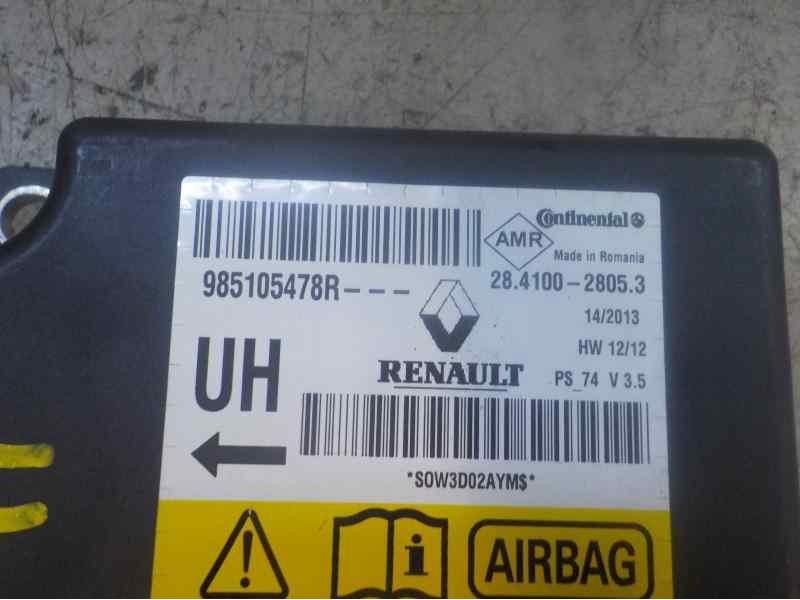 Continental
AMR
Made in Romania
985105478R---
28.4100-2805.3
14/2013
UH
HW 12/12
RENAULT
PS_74 V 3.5
*S0W3D02AYM$*
i
AIRBAG